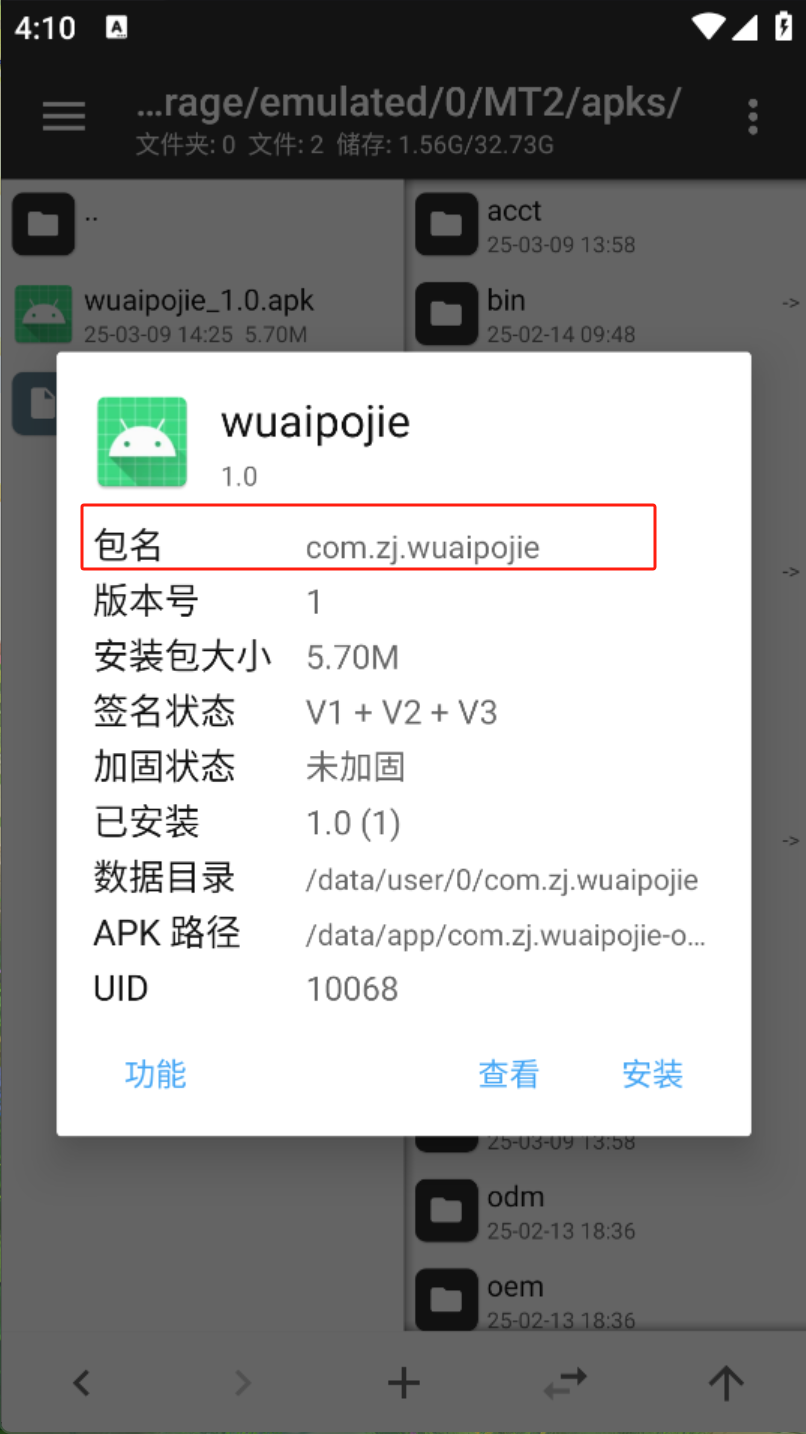 4:10 A
...rage/emulated/0/MT2/apks/
文件夹: 0 文件: 2 储存: 1.56G/32.73G
..
wuaipojie_1.0.apk
25-03-09 14:25 5.70M
acct
25-03-09 13:58
bin
->
25-02-14 09:48
wuaipojie
1.0
包名 com.zj.wuaipojie
版本号 1
->
安装包大小 5.70M
签名状态 V1 + V2 + V3
加固状态 未加固
已安装 1.0 (1)
->
数据目录 /data/user/0/com.zj.wuaipojie
APK 路径 /data/app/com.zj.wuaipojie-o...
UID 10068
功能 查看 安装
25-03-09 13:58
odm
25-02-13 18:36
oem
25-02-13 18:36